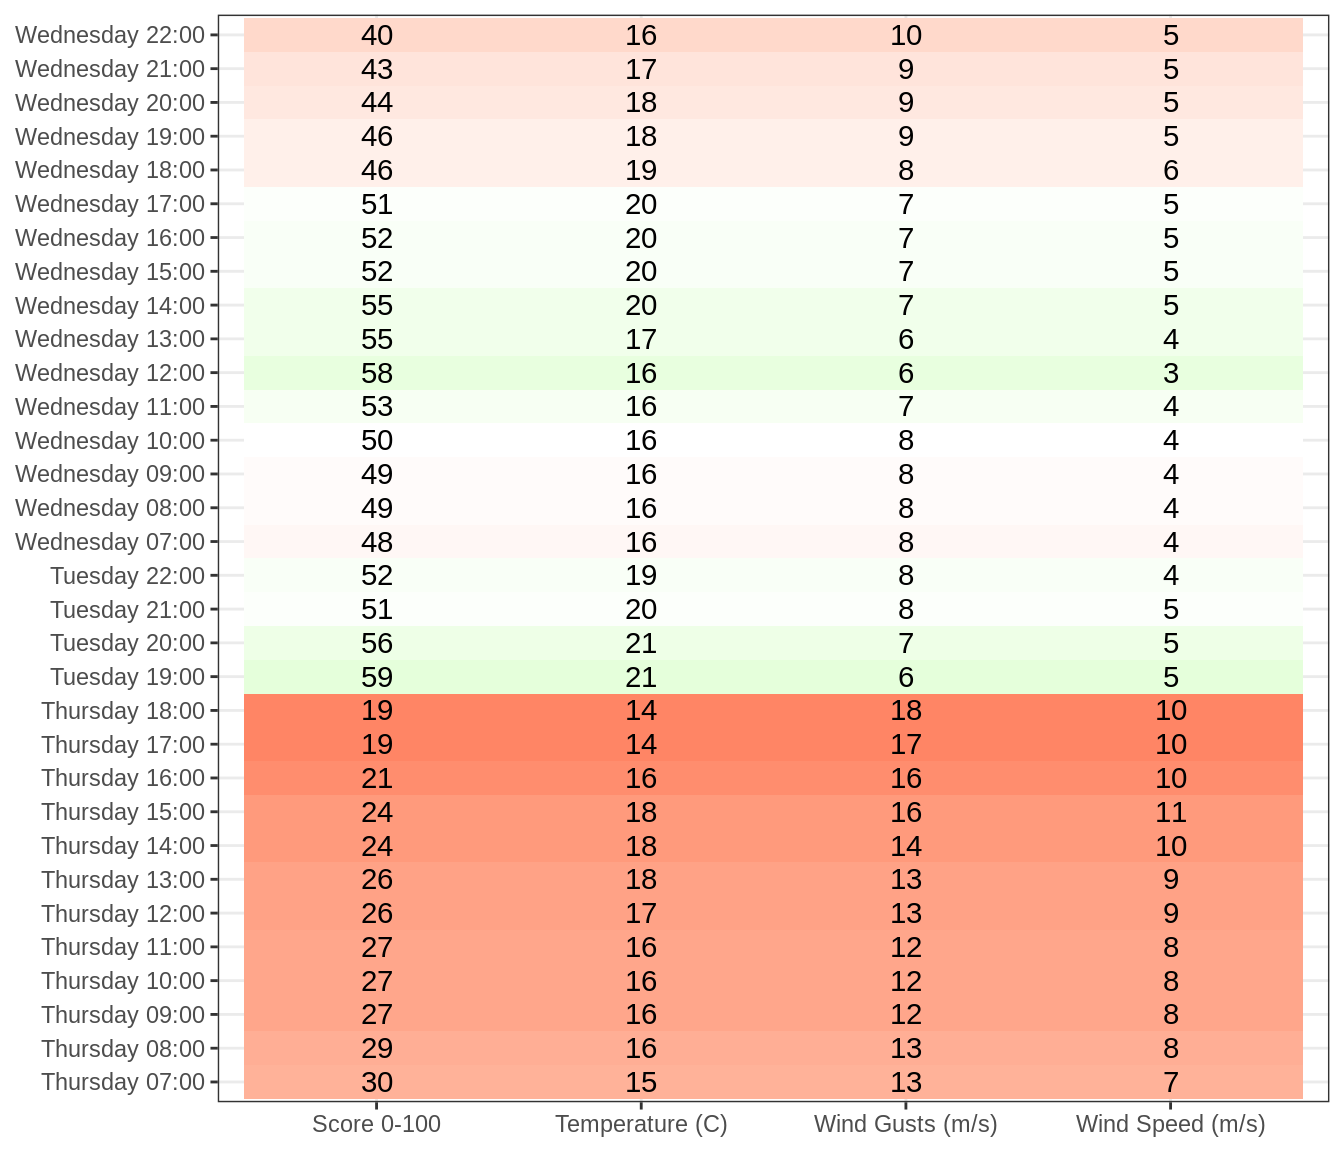 Wednesday 22:00 40 16 10 5
Wednesday 21:00 43 17 9 5
Wednesday 20:00 44 18 9 5
Wednesday 19:00 46 18 9 5
Wednesday 18:00 46 19 8 6
Wednesday 17:00 51 20 7 5
Wednesday 16:00 52 20 7 5
Wednesday 15:00 52 20 7 5
Wednesday 14:00 55 20 7 5
Wednesday 13:00 55 17 6 4
Wednesday 12:00 58 16 6 3
Wednesday 11:00 53 16 7 4
Wednesday 10:00 50 16 8 4
Wednesday 09:00 49 16 8 4
Wednesday 08:00 49 16 8 4
Wednesday 07:00 48 16 8 4
Tuesday 22:00 52 19 8 4
Tuesday 21:00 51 20 8 5
Tuesday 20:00 56 21 7 5
Tuesday 19:00 59 21 6 5
Thursday 18:00 19 14 18 10
Thursday 17:00 19 14 17 10
Thursday 16:00 21 16 16 10
Thursday 15:00 24 18 16 11
Thursday 14:00 24 18 14 10
Thursday 13:00 26 18 13 9
Thursday 12:00 26 17 13 9
Thursday 11:00 27 16 12 8
Thursday 10:00 27 16 12 8
Thursday 09:00 27 16 12 8
Thursday 08:00 29 16 13 8
Thursday 07:00 30 15 13 7
Score 0-100 Temperature (C) Wind Gusts (m/s) Wind Speed (m/s)